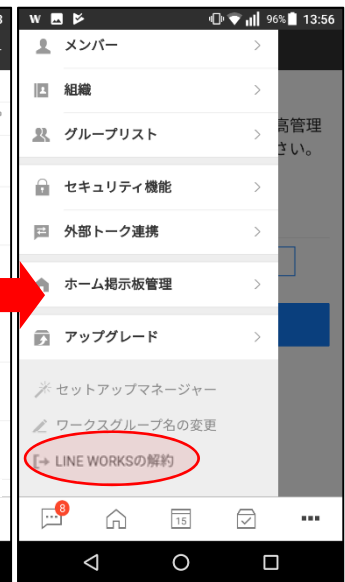 W 96% 13:56
メンバー
組織
グループリスト
高管理
さい。
セキュリティ機能
外部トーク連携
ホーム掲示板管理
アップグレード
セットアップマネージャー
ワークスグループ名の変更
LINE WORKSの解約
8
15